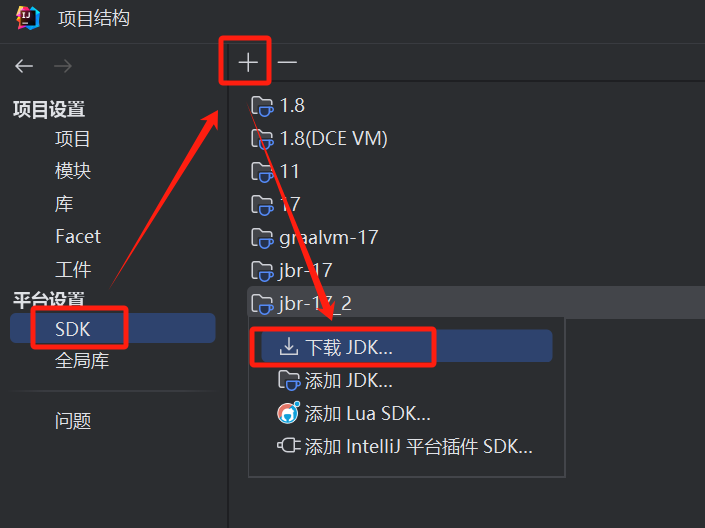 项目结构
项目设置
项目
模块
库
Facet
工件
平台设置
SDK
全局库
问题
1.8
1.8(DCE VM)
11
17
graalvm-17
jbr-17
jbr-17_2
下载 JDK...
添加 JDK...
添加 Lua SDK...
添加 IntelliJ 平台插件 SDK...